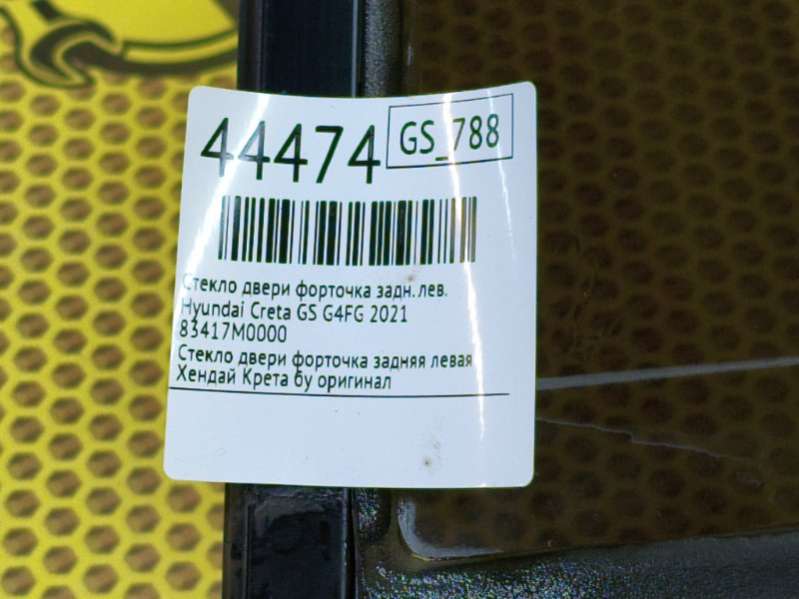 44474
GS_788
Стекло двери форточка задн.лев.
Hyundai Creta GS G4FG 2021
83417M0000
Стекло двери форточка задняя левая
Хендай Крета бу оригинал